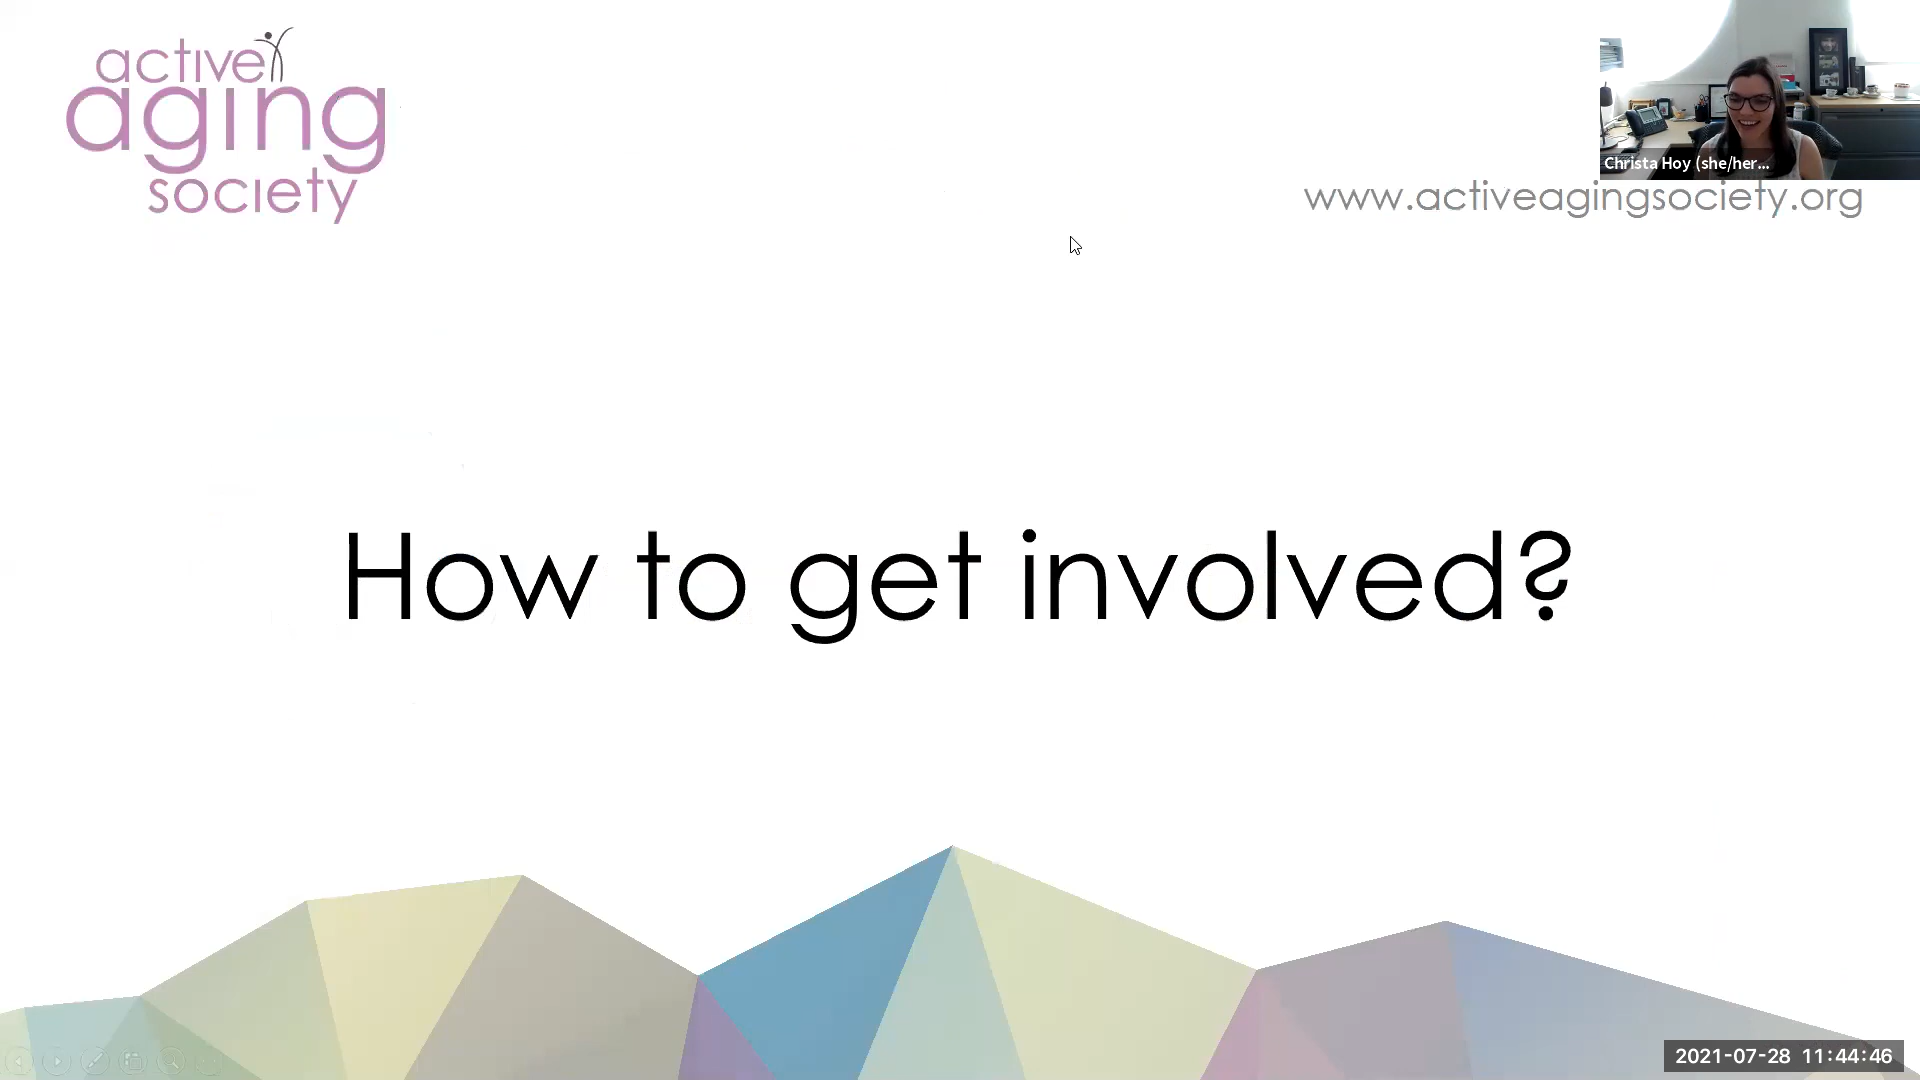 active
aging
society
Christa Hoy (she/her...
www.activeagingsociety.org
How to get involved?
2021-07-28 11:44:46